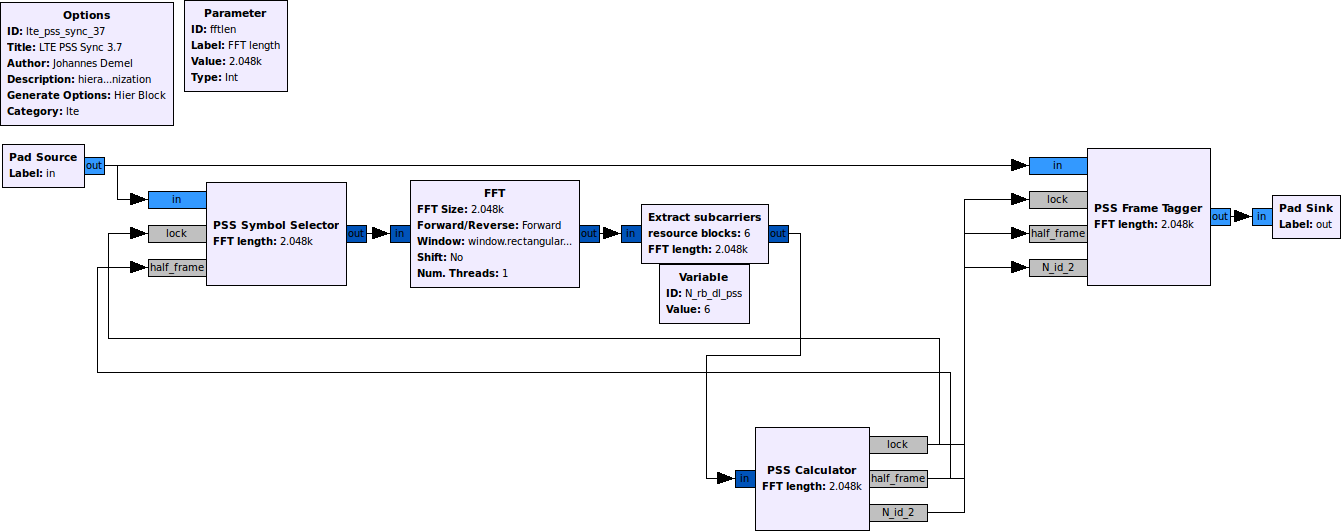 Options
ID: lte_pss_sync_37
Title: LTE PSS Sync 3.7
Author: Johannes Demel
Description: hiera...nization
Generate Options: Hier Block
Category: lte
Parameter
ID: fftlen
Label: FFT length
Value: 2.048k
Type: Int
Pad Source
Label: in
out
in
lock
half_frame
PSS Symbol Selector
FFT length: 2.048k
out
in
FFT
FFT Size: 2.048k
Forward/Reverse: Forward
Window: window.rectangular...
Shift: No
Num. Threads: 1
out
in
Extract subcarriers
resource blocks: 6
FFT length: 2.048k
out
Variable
ID: N_rb_dl_pss
Value: 6
in
lock
half_frame
N_id_2
PSS Frame Tagger
FFT length: 2.048k
out
in
Pad Sink
Label: out
in
PSS Calculator
FFT length: 2.048k
lock
half_frame
N_id_2